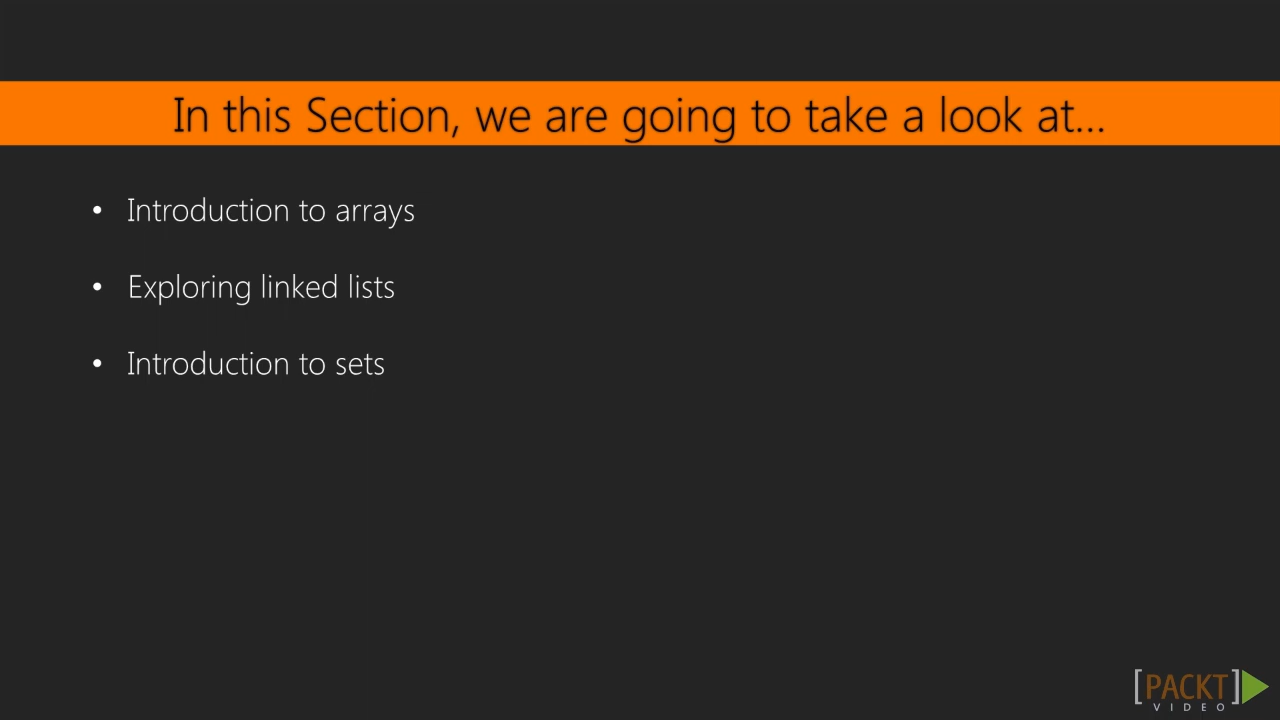 In this Section, we are going to take a look at...
• Introduction to arrays
• Exploring linked lists
• Introduction to sets
[PACKT]
VIDEO